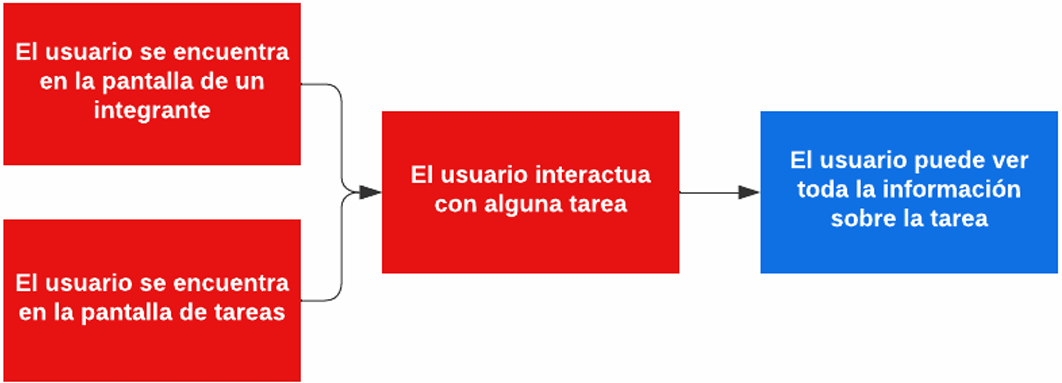 El usuario se encuentra
en la pantalla de un
integrante
El usuario se encuentra
en la pantalla de tareas
El usuario interactua
con alguna tarea
El usuario puede ver
toda la información
sobre la tarea